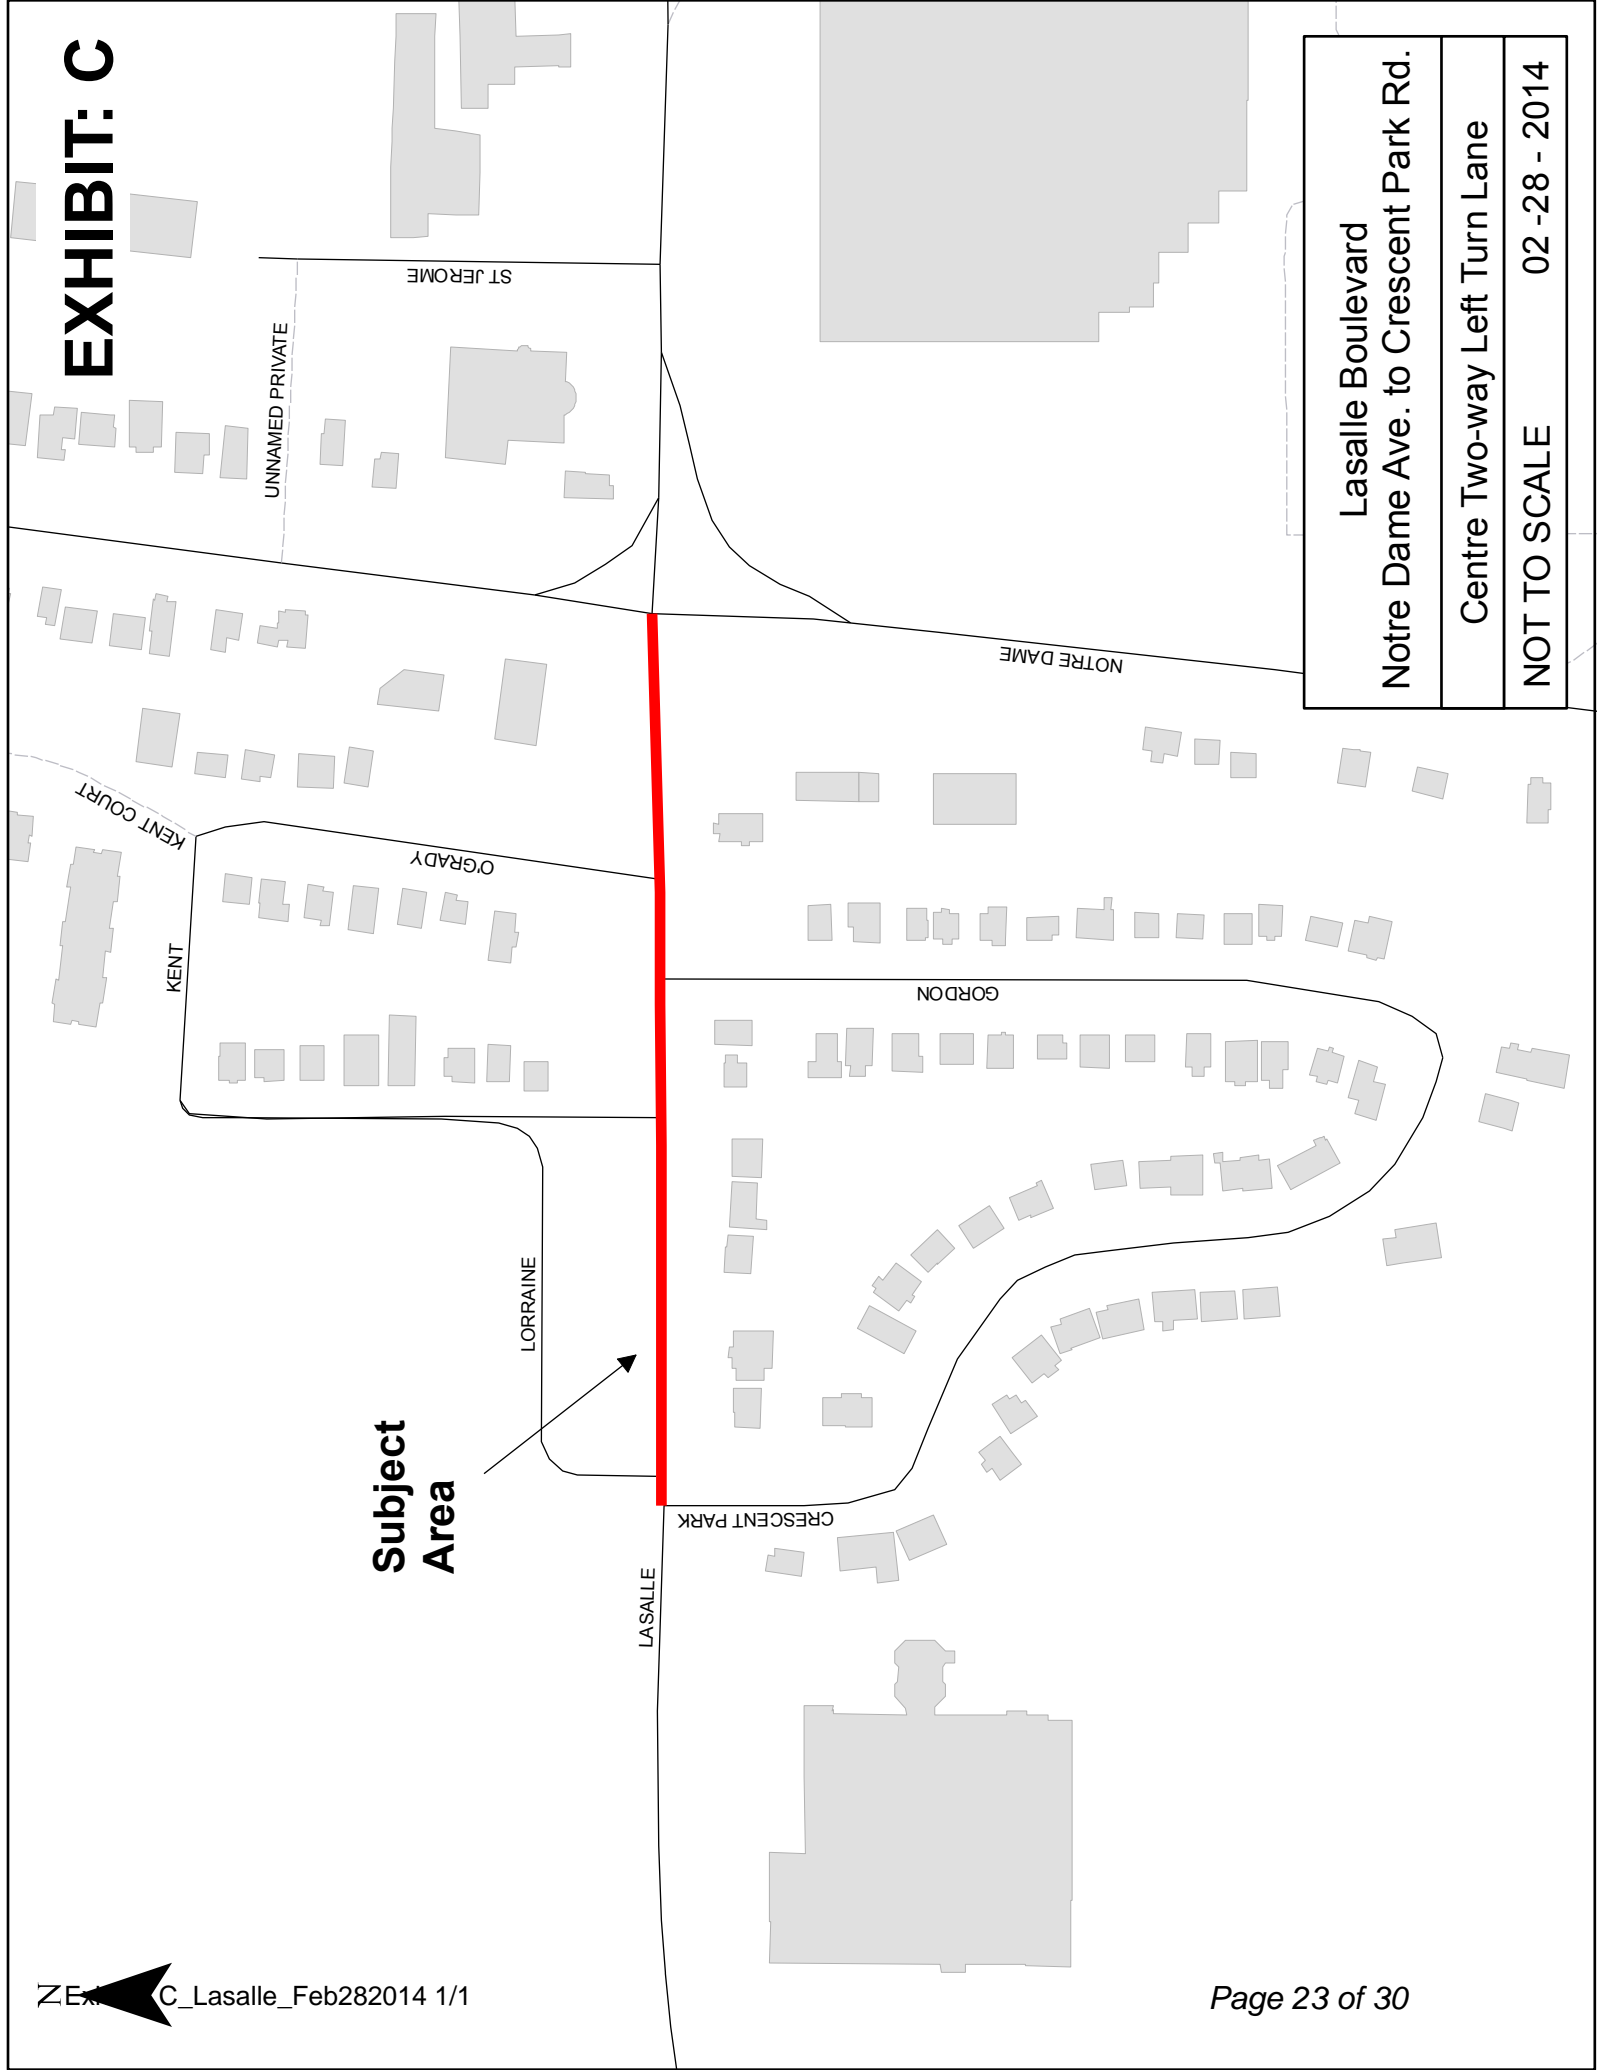 EXHIBIT: C
UNNAMED PRIVATE
ST JEROME
KENT COURT
O'GRADY
KENT
NOTRE DAME
GORDON
LORRAINE
Subject
Area
CRESCENT PARK
LASALLE
Lasalle Boulevard
Notre Dame Ave. to Crescent Park Rd.
Centre Two-way Left Turn Lane
NOT TO SCALE 02 -28 - 2014
N
C_Lasalle_Feb282014 1/1
Page 23 of 30